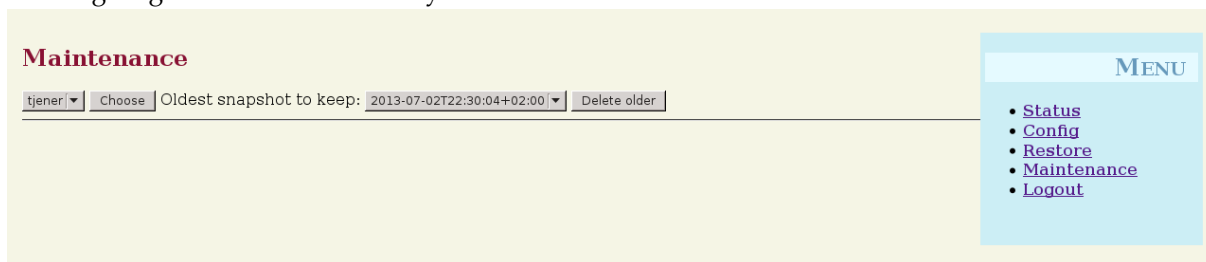 Maintenance
tjener Choose Oldest snapshot to keep: 2013-07-02T22:30:04+02:00 Delete older
MENU
Status
Config
Restore
Maintenance
Logout